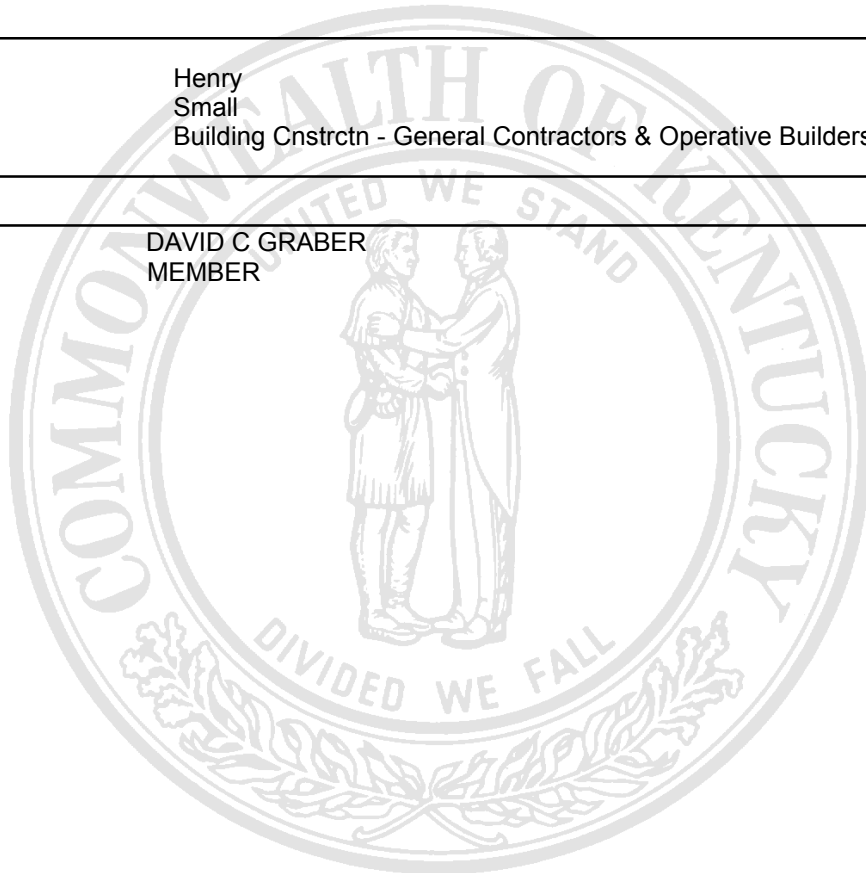 Henry
Small
Building Cnstrctn - General Contractors & Operative Builders
DAVID C GRABER
MEMBER
COMMONWEALTH OF KENTUCKY
UNITED WE STAND
DIVIDED WE FALL